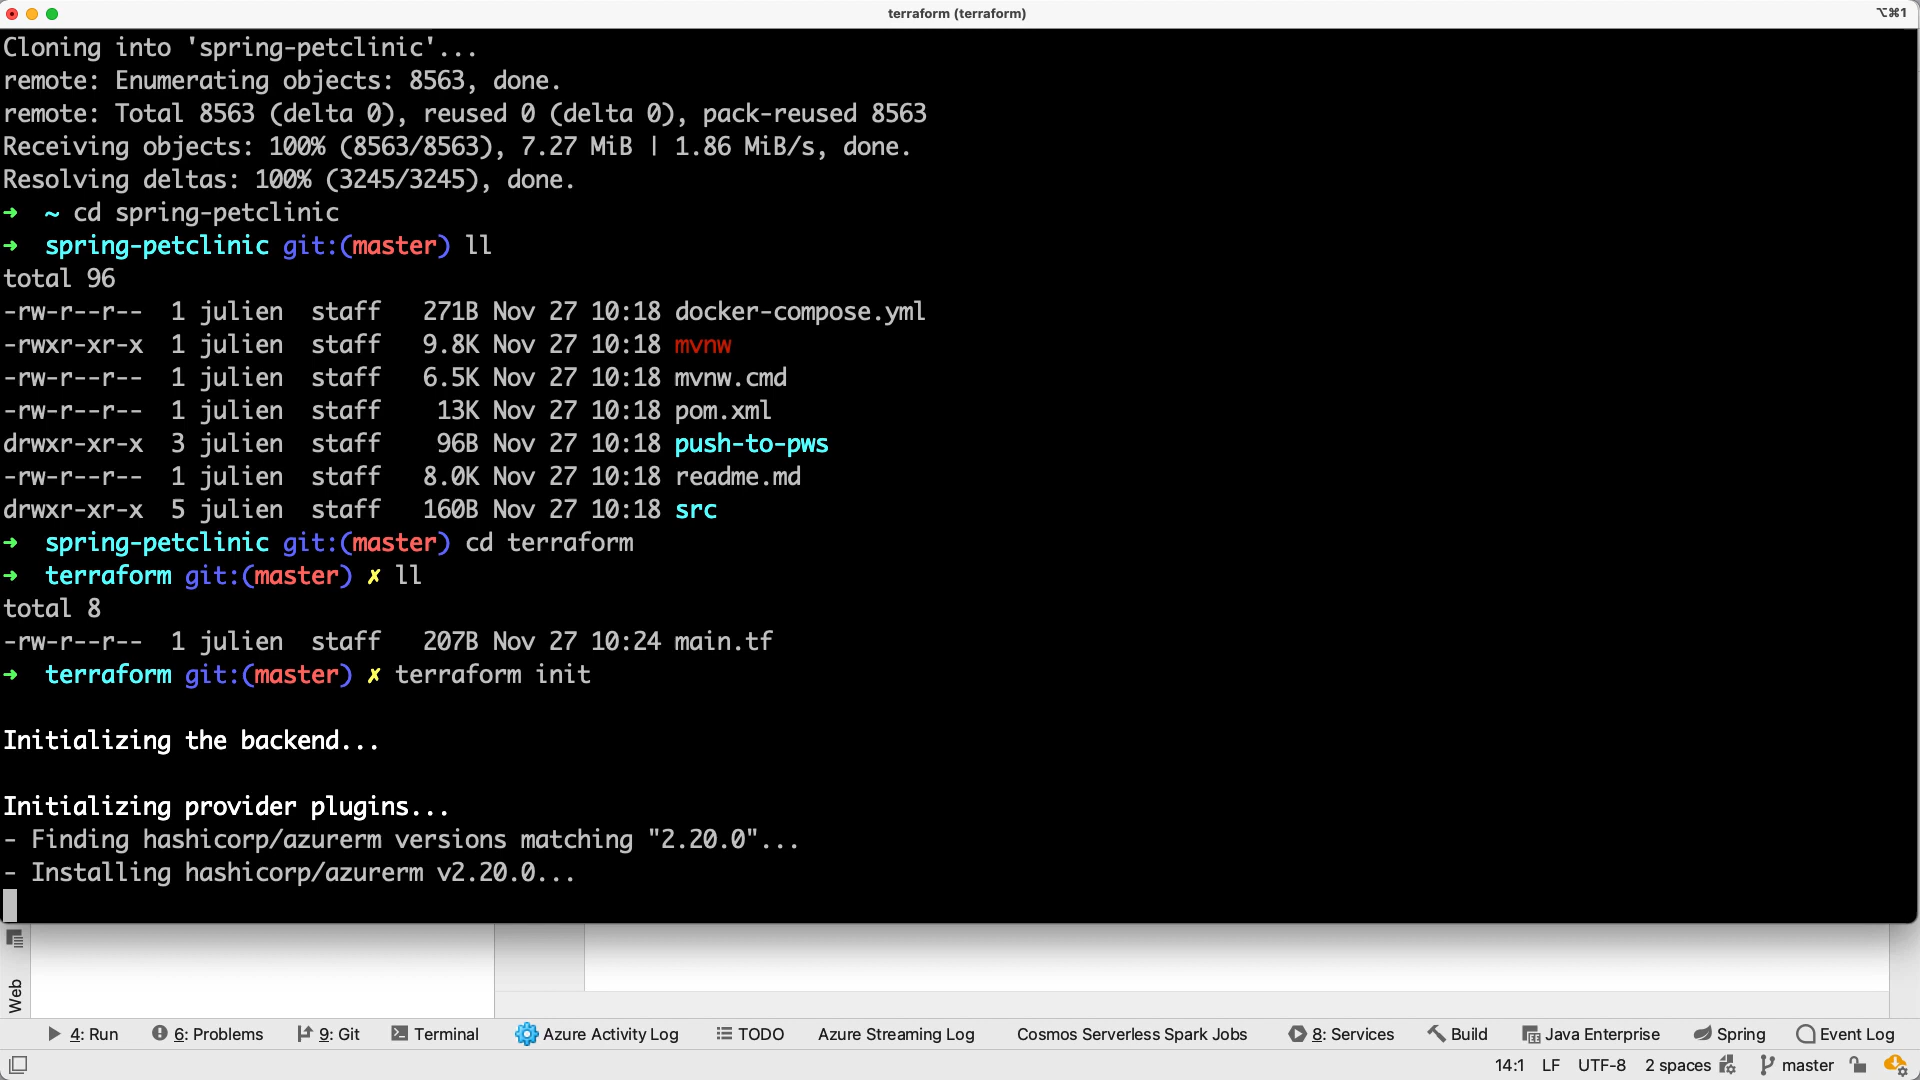 terraform (terraform)
⌥⌘1
Cloning into 'spring-petclinic'...
remote: Enumerating objects: 8563, done.
remote: Total 8563 (delta 0), reused 0 (delta 0), pack-reused 8563
Receiving objects: 100% (8563/8563), 7.27 MiB | 1.86 MiB/s, done.
Resolving deltas: 100% (3245/3245), done.
➜  ~ cd spring-petclinic
➜  spring-petclinic git:(master) ll
total 96
-rw-r--r--  1 julien  staff   271B Nov 27 10:18 docker-compose.yml
-rwxr-xr-x  1 julien  staff   9.8K Nov 27 10:18 mvnw
-rw-r--r--  1 julien  staff   6.5K Nov 27 10:18 mvnw.cmd
-rw-r--r--  1 julien  staff    13K Nov 27 10:18 pom.xml
drwxr-xr-x  3 julien  staff    96B Nov 27 10:18 push-to-pws
-rw-r--r--  1 julien  staff   8.0K Nov 27 10:18 readme.md
drwxr-xr-x  5 julien  staff   160B Nov 27 10:18 src
➜  spring-petclinic git:(master) cd terraform
➜  terraform git:(master) ✗ ll
total 8
-rw-r--r--  1 julien  staff   207B Nov 27 10:24 main.tf
➜  terraform git:(master) ✗ terraform init
Initializing the backend...
Initializing provider plugins...
- Finding hashicorp/azurerm versions matching "2.20.0"...
- Installing hashicorp/azurerm v2.20.0...
Web
4: Run 6: Problems 9: Git Terminal Azure Activity Log TODO Azure Streaming Log Cosmos Serverless Spark Jobs 8: Services Build Java Enterprise Spring Event Log
14:1 LF UTF-8 2 spaces master